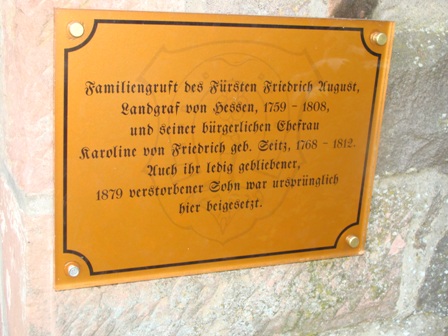 Familiengruft des Fürsten Friedrich August,
Landgraf von Hessen, 1759 - 1808,
und seiner bürgerlichen Ehefrau
Karoline von Friedrich geb. Seitz, 1768 - 1812.
Auch ihr ledig gebliebener,
1879 verstorbener Sohn war ursprünglich
hier beigesetzt.